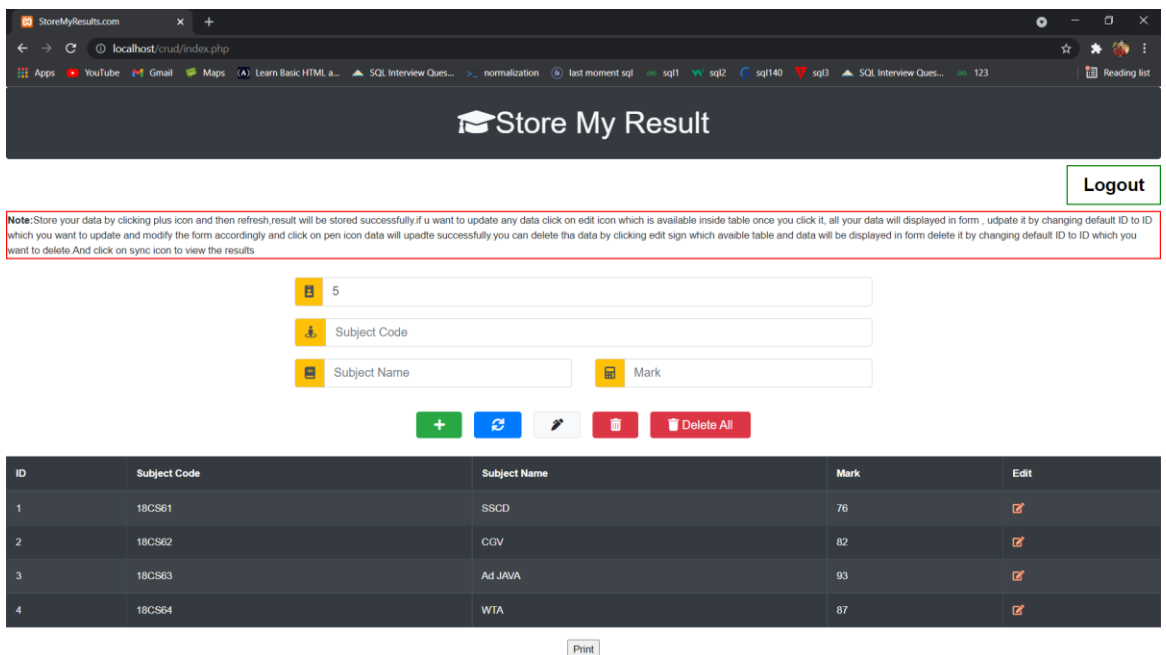 StoreMyResults.com
localhost/crud/index.php
Apps YouTube Gmail Maps Learn Basic HTML a... SQL Interview Ques... normalization last moment sql sql1 sql2 sql140 sql3 SQL Interview Ques... 123 Reading list
Store My Result
Logout
Note:Store your data by clicking plus icon and then refresh,result will be stored successfully.if u want to update any data click on edit icon which is available inside table once you click it, all your data will displayed in form , udpate it by changing default ID to ID
which you want to update and modify the form accordingly and click on pen icon data will upadte successfully.you can delete tha data by clicking edit sign which avaible table and data will be displayed in form delete it by changing default ID to ID which you
want to delete.And click on sync icon to view the results
5
Subject Code
Subject Name Mark
Delete All
ID Subject Code Subject Name Mark Edit
1 18CS61 SSCD 76
2 18CS62 CGV 82
3 18CS63 Ad JAVA 93
4 18CS64 WTA 87
Print